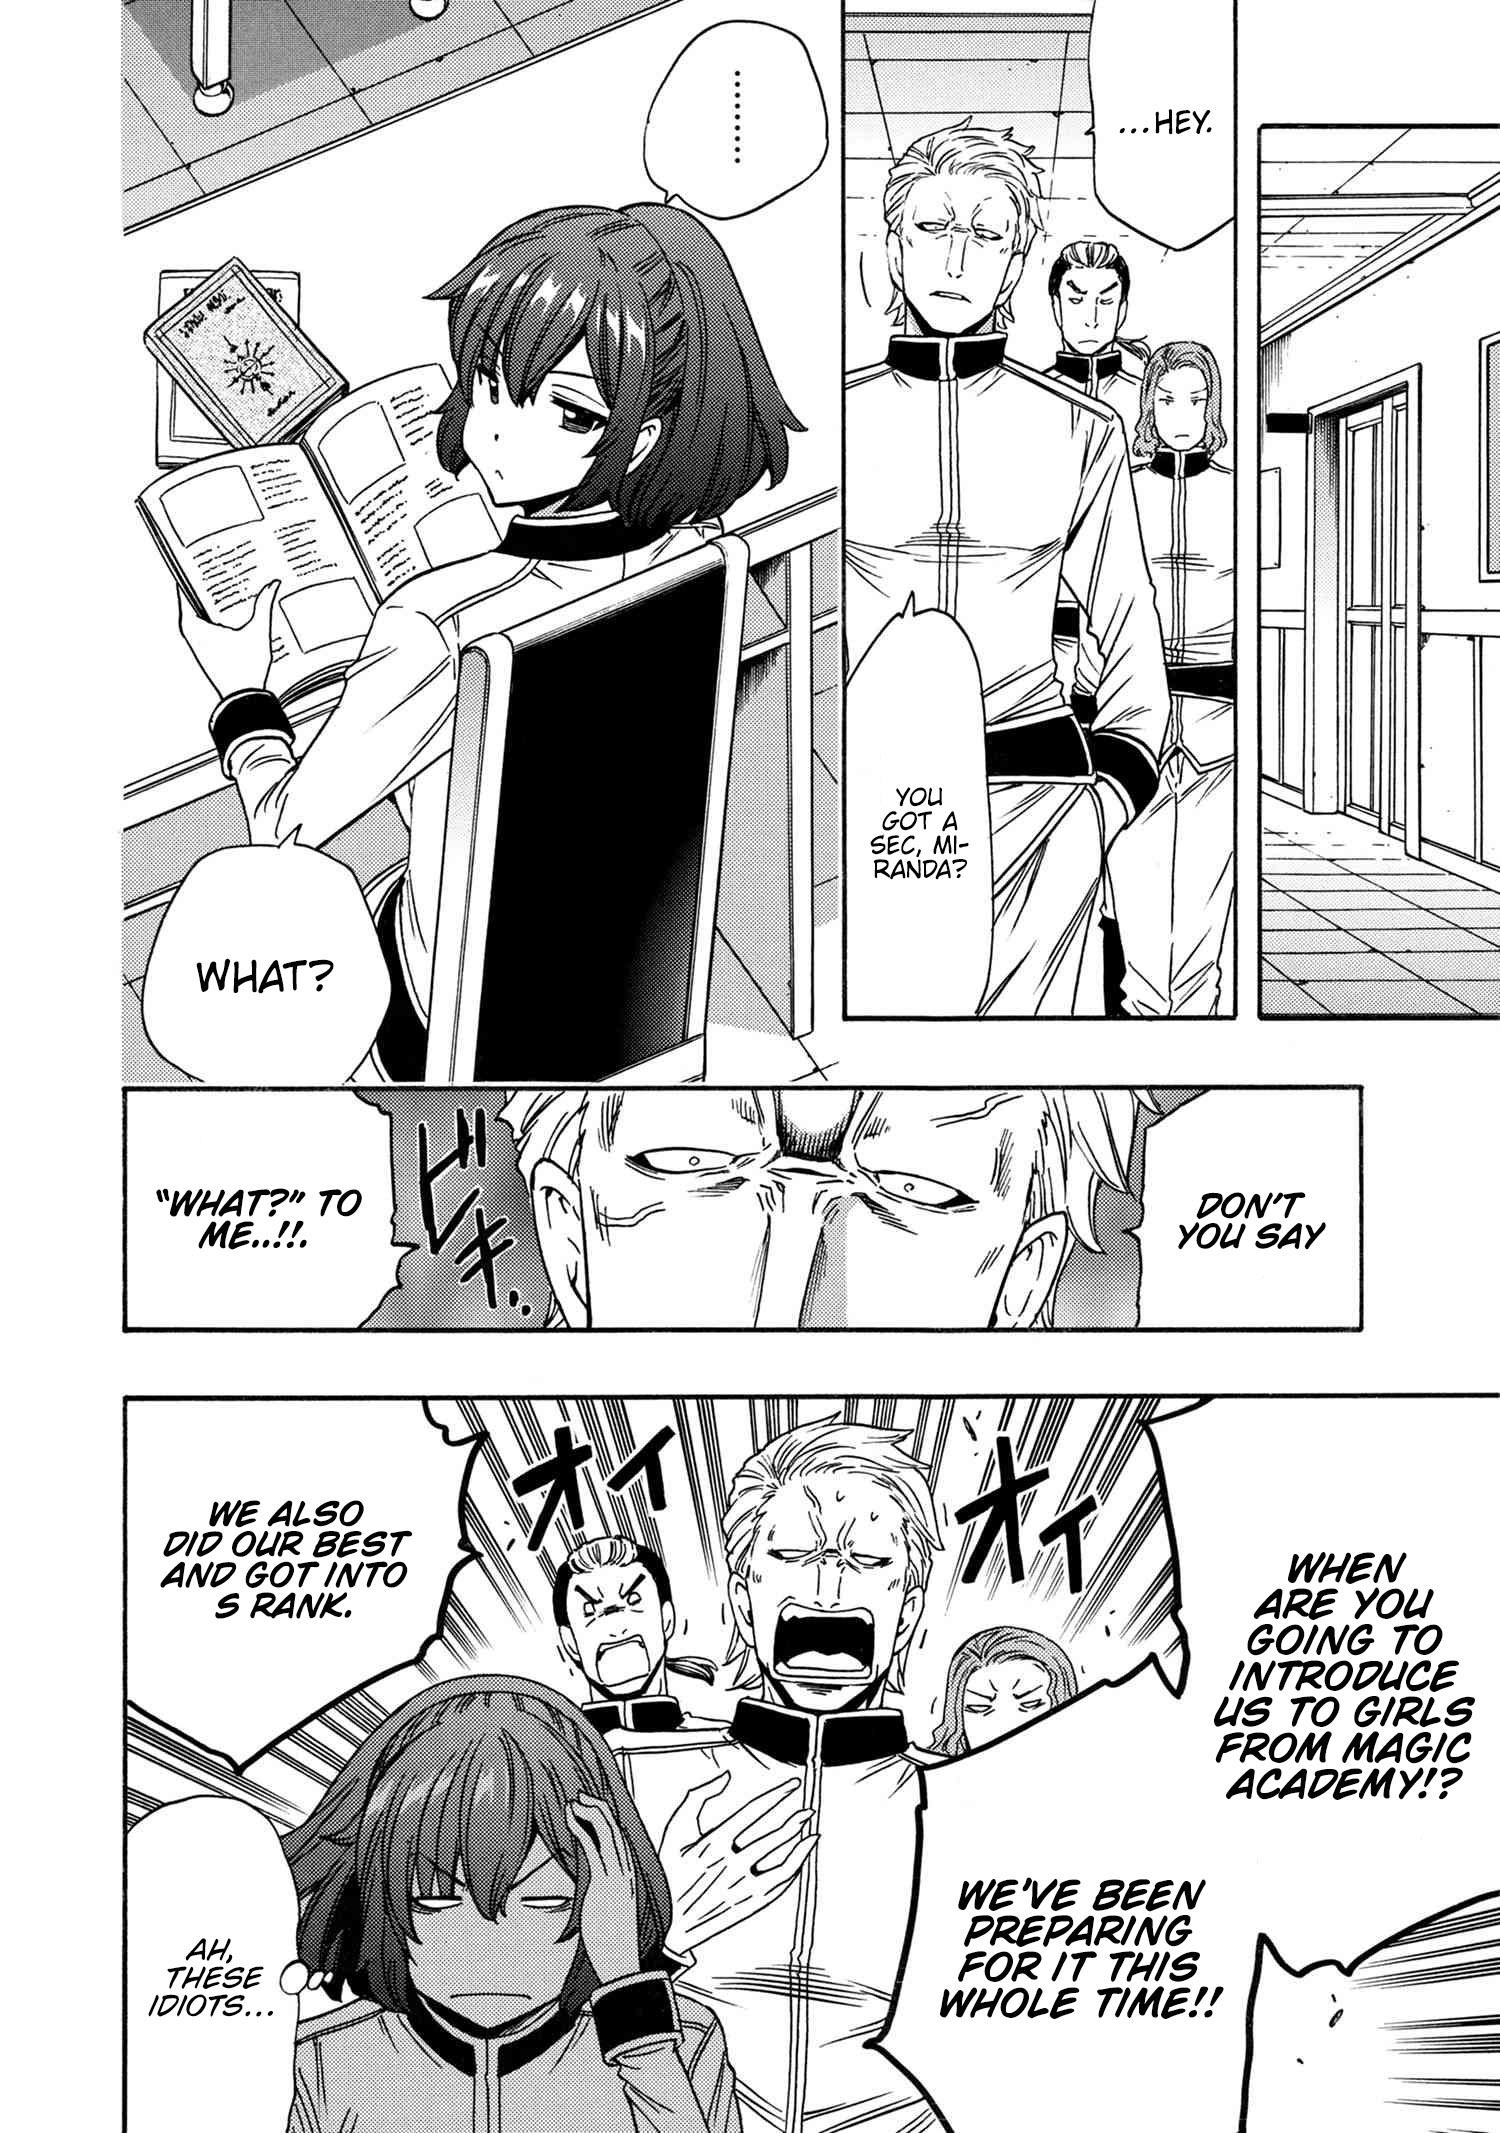 ...HEY.
YOU
GOT A
SEC, MI-
RANDA?
.........
WHAT?
DON'T
YOU SAY
ドキ..
"WHAT?" TO
ME..!!.
WHEN
ARE YOU
GOING TO
INTRODUCE
US TO GIRLS
FROM MAGIC
ACADEMY!?
オイ
オイ
WE'VE BEEN
PREPARING
FOR IT THIS
WHOLE TIME!!
WE ALSO
DID OUR BEST
AND GOT INTO
S RANK.
AH,
THESE
IDIOTS...